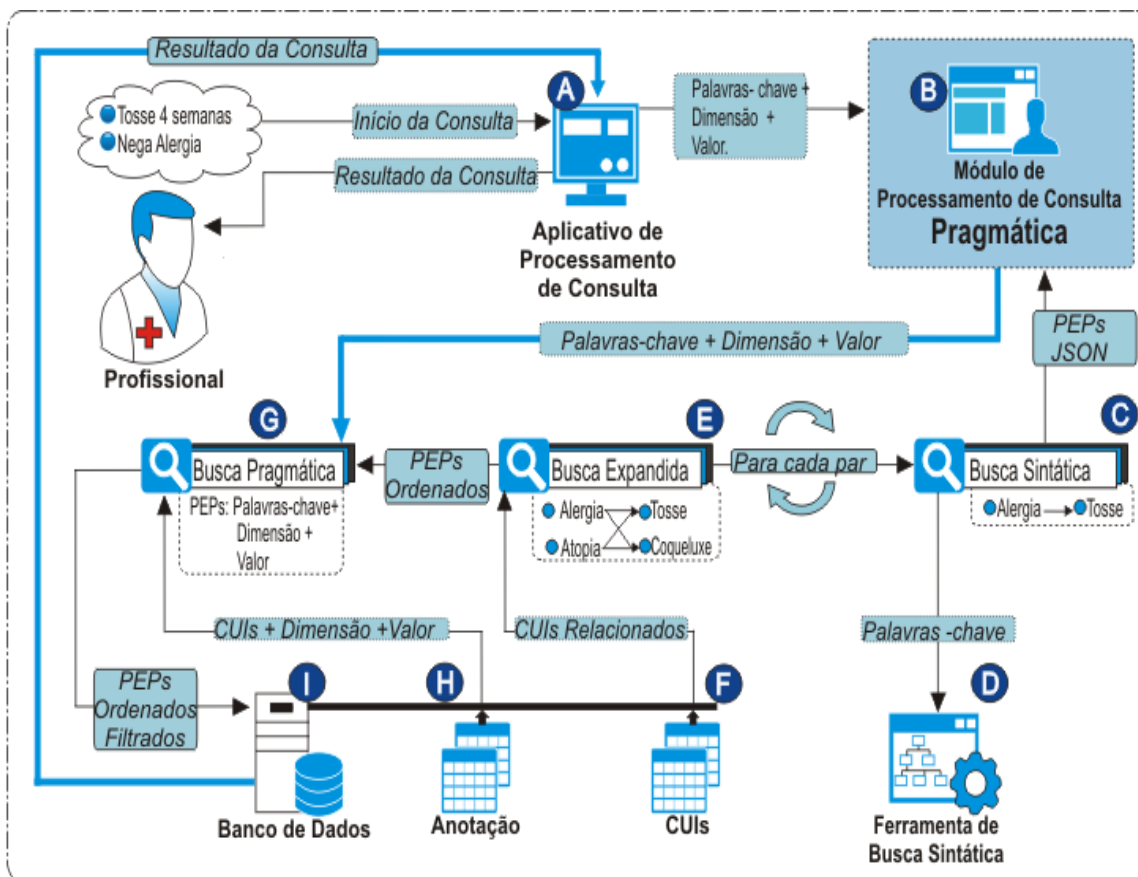 Resultado da Consulta
Tosse 4 semanas
Nega Alergia
Início da Consulta
Resultado da Consulta
Profissional
A
Aplicativo de
Processamento
de Consulta
Palavras- chave +
Dimensão +
Valor.
B
Módulo de
Processamento de Consulta
Pragmática
Palavras-chave + Dimensão + Valor
PEPs
JSON
G
Busca Pragmática
PEPs: Palavras-chave+
Dimensão +
Valor
PEPs
Ordenados
E
Busca Expandida
Alergia
Tosse
Atopia
Coqueluxe
Para cada par
C
Busca Sintática
Alergia
Tosse
CUIs + Dimensão +Valor
CUIs Relacionados
Palavras -chave
PEPs
Ordenados
Filtrados
I
Banco de Dados
H
Anotação
F
CUIs
D
Ferramenta de
Busca Sintática